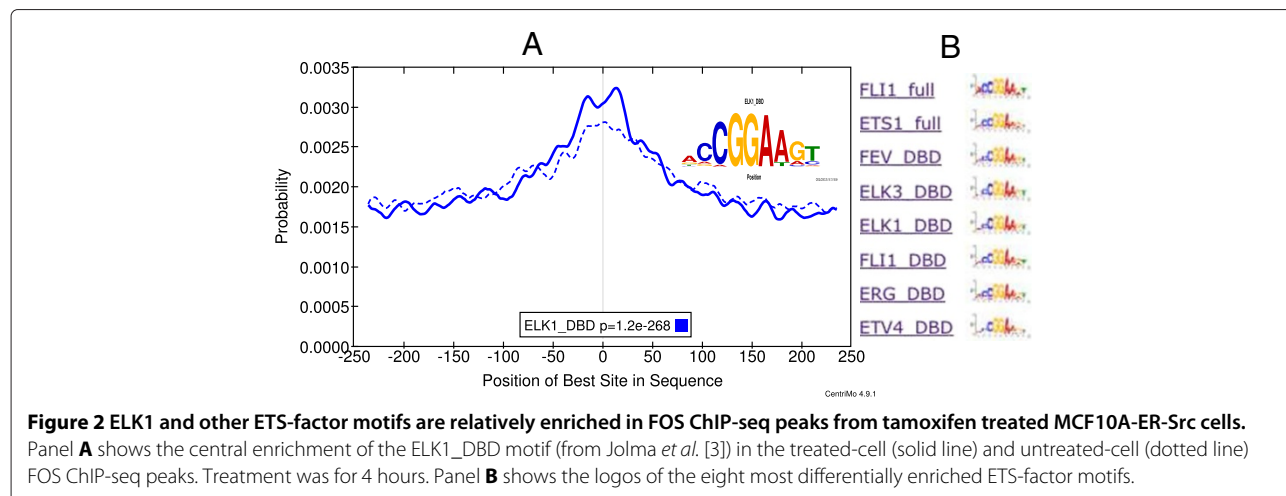 A
B
0.0035
0.0030
0.0025
0.0020
0.0015
0.0010
0.0005
0.0000
Probability
-250 -200 -150 -100 -50 0 50 100 150 200 250
Position of Best Site in Sequence
ELK1_DBD
ACCGGAAGT
Position
ELK1_DBD p=1.2e-268
CentriMo 4.9.1
FLI1_full
ETS1_full
FEV_DBD
ELK3_DBD
ELK1_DBD
FLI1_DBD
ERG_DBD
ETV4_DBD
Figure 2 ELK1 and other ETS-factor motifs are relatively enriched in FOS ChIP-seq peaks from tamoxifen treated MCF10A-ER-Src cells.
Panel A shows the central enrichment of the ELK1_DBD motif (from Jolma et al. [3]) in the treated-cell (solid line) and untreated-cell (dotted line)
FOS ChIP-seq peaks. Treatment was for 4 hours. Panel B shows the logos of the eight most differentially enriched ETS-factor motifs.